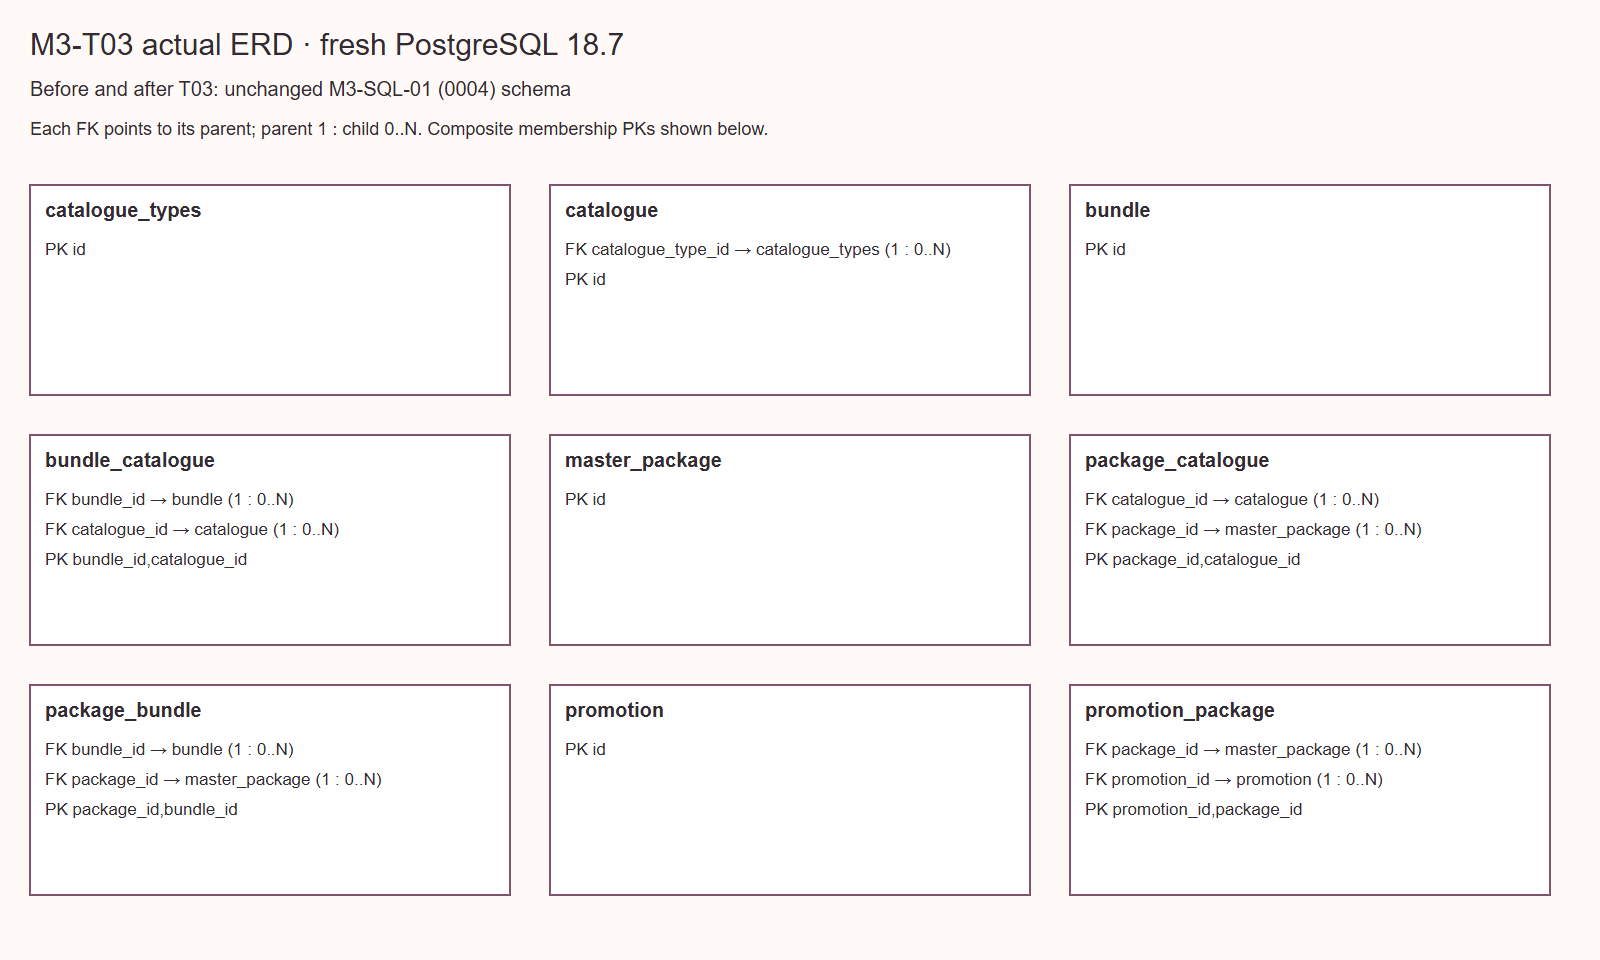 M3-T03 actual ERD · fresh PostgreSQL 18.7
Before and after T03: unchanged M3-SQL-01 (0004) schema
Each FK points to its parent; parent 1 : child 0..N. Composite membership PKs shown below.
catalogue_types
PK id
catalogue
FK catalogue_type_id → catalogue_types (1 : 0..N)
PK id
bundle
PK id
bundle_catalogue
FK bundle_id → bundle (1 : 0..N)
FK catalogue_id → catalogue (1 : 0..N)
PK bundle_id,catalogue_id
master_package
PK id
package_catalogue
FK catalogue_id → catalogue (1 : 0..N)
FK package_id → master_package (1 : 0..N)
PK package_id,catalogue_id
package_bundle
FK bundle_id → bundle (1 : 0..N)
FK package_id → master_package (1 : 0..N)
PK package_id,bundle_id
promotion
PK id
promotion_package
FK package_id → master_package (1 : 0..N)
FK promotion_id → promotion (1 : 0..N)
PK promotion_id,package_id